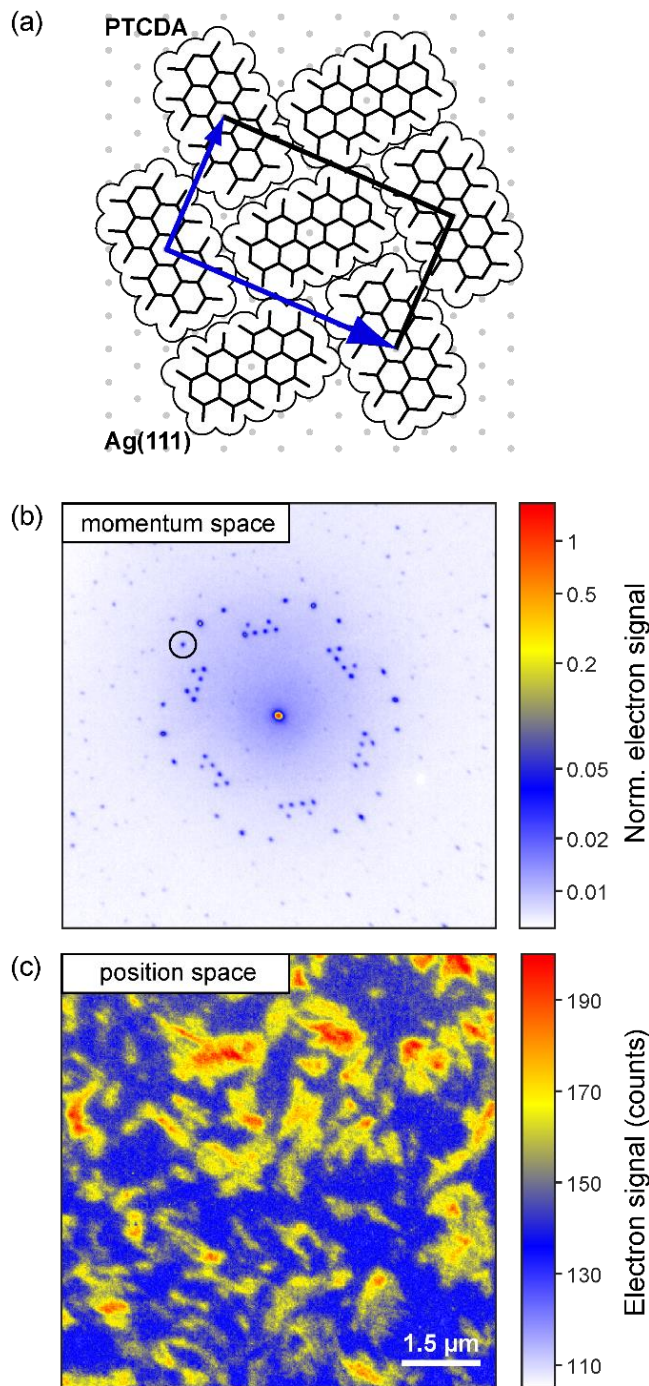 (a)
PTCDA
Ag(111)
(b)
momentum space
1
0.5
0.2
0.05
0.02
0.01
Norm. electron signal
(c)
position space
190
170
150
130
110
Electron signal (counts)
1.5 µm